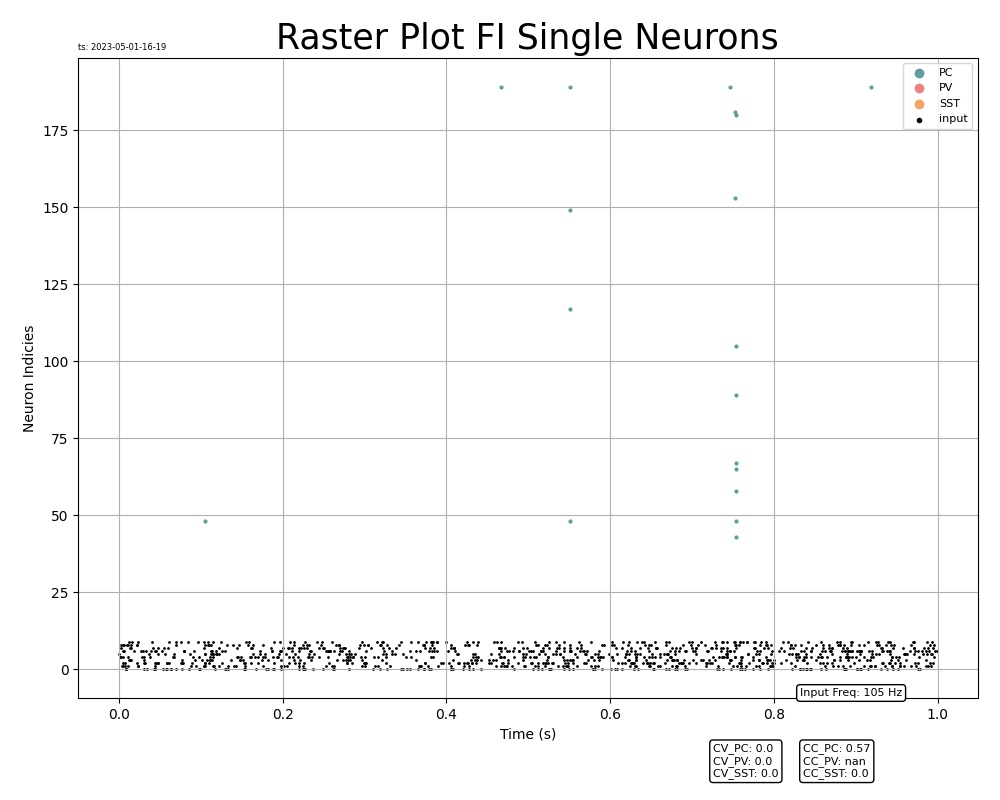 Raster Plot FI Single Neurons
ts: 2023-05-01-16-19
PC
PV
SST
input
175
150
125
100
75
50
25
0
Neuron Indicies
0.0
0.2
0.4
0.6
0.8
1.0
Time (s)
Input Freq: 105 Hz
CV_PC: 0.0
CV_PV: 0.0
CV_SST: 0.0
CC_PC: 0.57
CC_PV: nan
CC_SST: 0.0